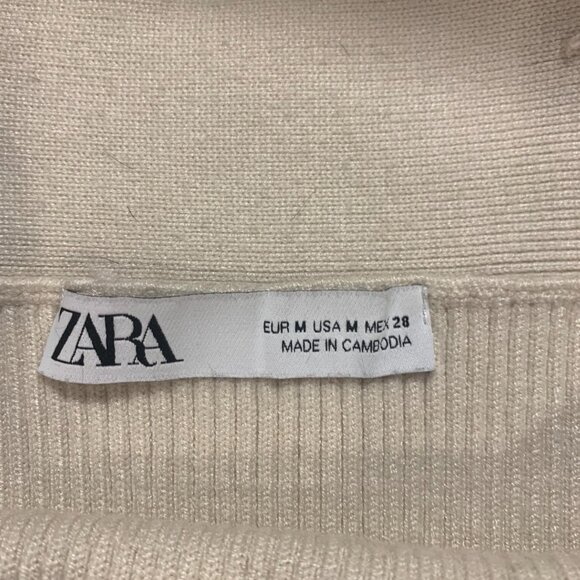 ZARA
EUR M USA M MEX 28
MADE IN CAMBODIA